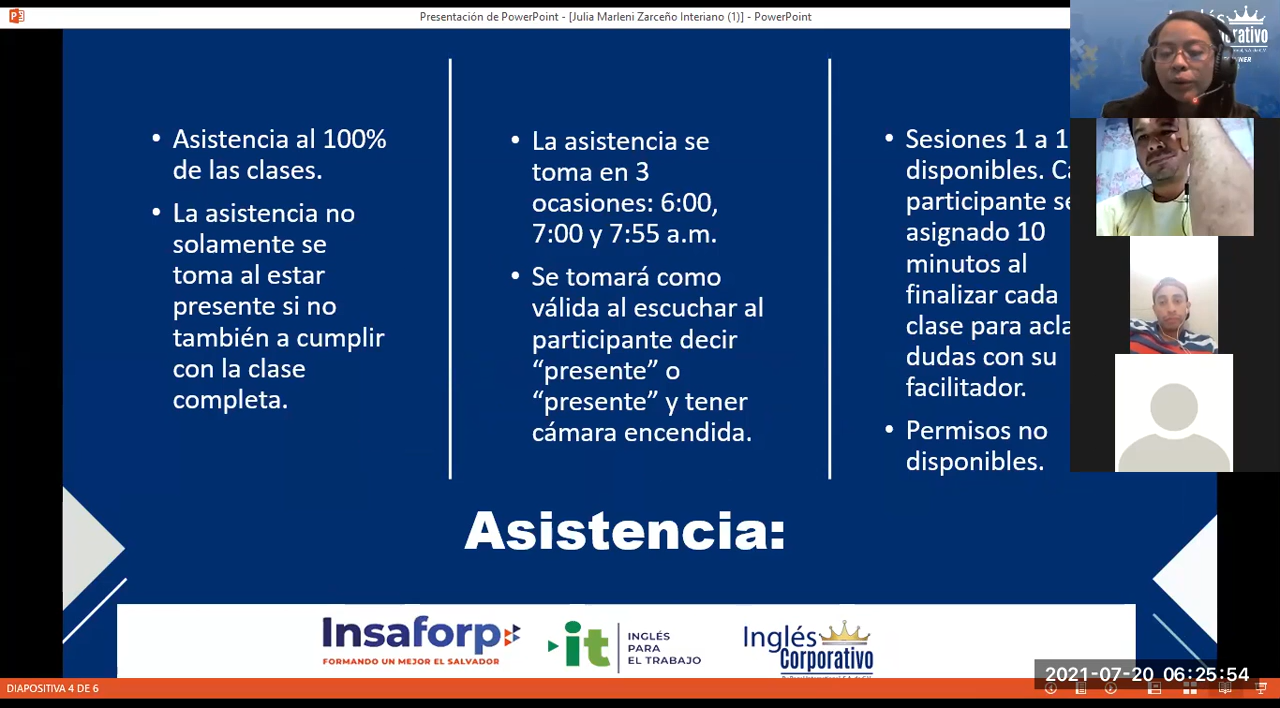 Presentación de PowerPoint - [Julia Marleni Zarceño Interiano (1)] - PowerPoint
• Asistencia al 100%
de las clases.
• La asistencia no
solamente se
toma al estar
presente si no
también a cumplir
con la clase
completa.
• La asistencia se
toma en 3
ocasiones: 6:00,
7:00 y 7:55 a.m.
• Se tomará como
válida al escuchar al
participante decir
“presente” o
“presente” y tener
cámara encendida.
• Sesiones 1 a 1
disponibles.
participante
asignado 10
minutos al
finalizar cada
clase para
dudas con su
facilitador.
• Permisos no
disponibles.
Asistencia:
Insaforp
FORMANDO UN MEJOR EL SALVADOR
it
INGLÉS
PARA
EL TRABAJO
Inglés
Corporativo
2021-07-20 06:25:54
DIAPOSITIVA 4 DE 6